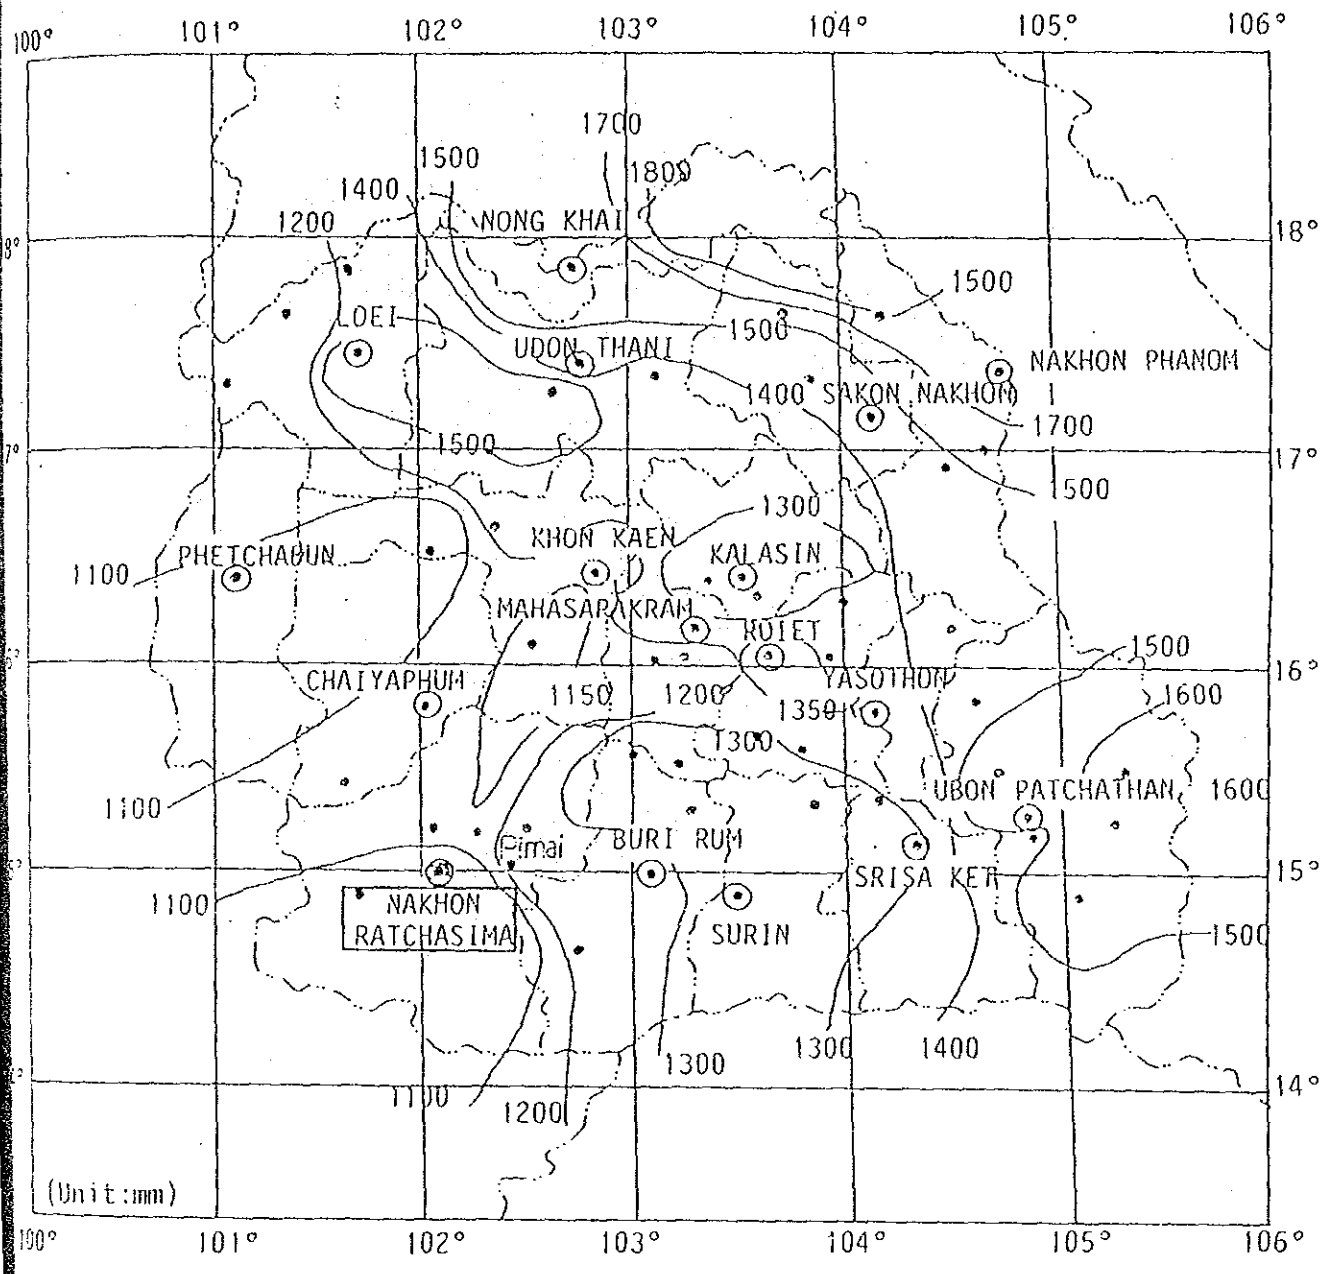 100° 101° 102° 103° 104° 105° 106°
1700
1500
1800
1400
1200
NONG KHAI
8° 18°
1500
LOEI
1500
UDON THANI
NAKHON PHANOM
1400 SAKON NAKHON
1700
1500
7° 17°
1500
1300
KHON KAEN
PHETCHABUN KALASIN
1100
MAHASARAKRAM
ROIET
1500
16°
CHAIYAPHUM YASOTHON
1150 1200 1600
1350
1300
UBON PATCHATHAN 1600
1100
Pimai BURI RUM
15°
SRISA KET
1100 NAKHON
RATCHASIMA SURIN 1500
1300 1300 1400
14°
1100 1200
(Unit:mm)
100° 101° 102° 103° 104° 105° 106°